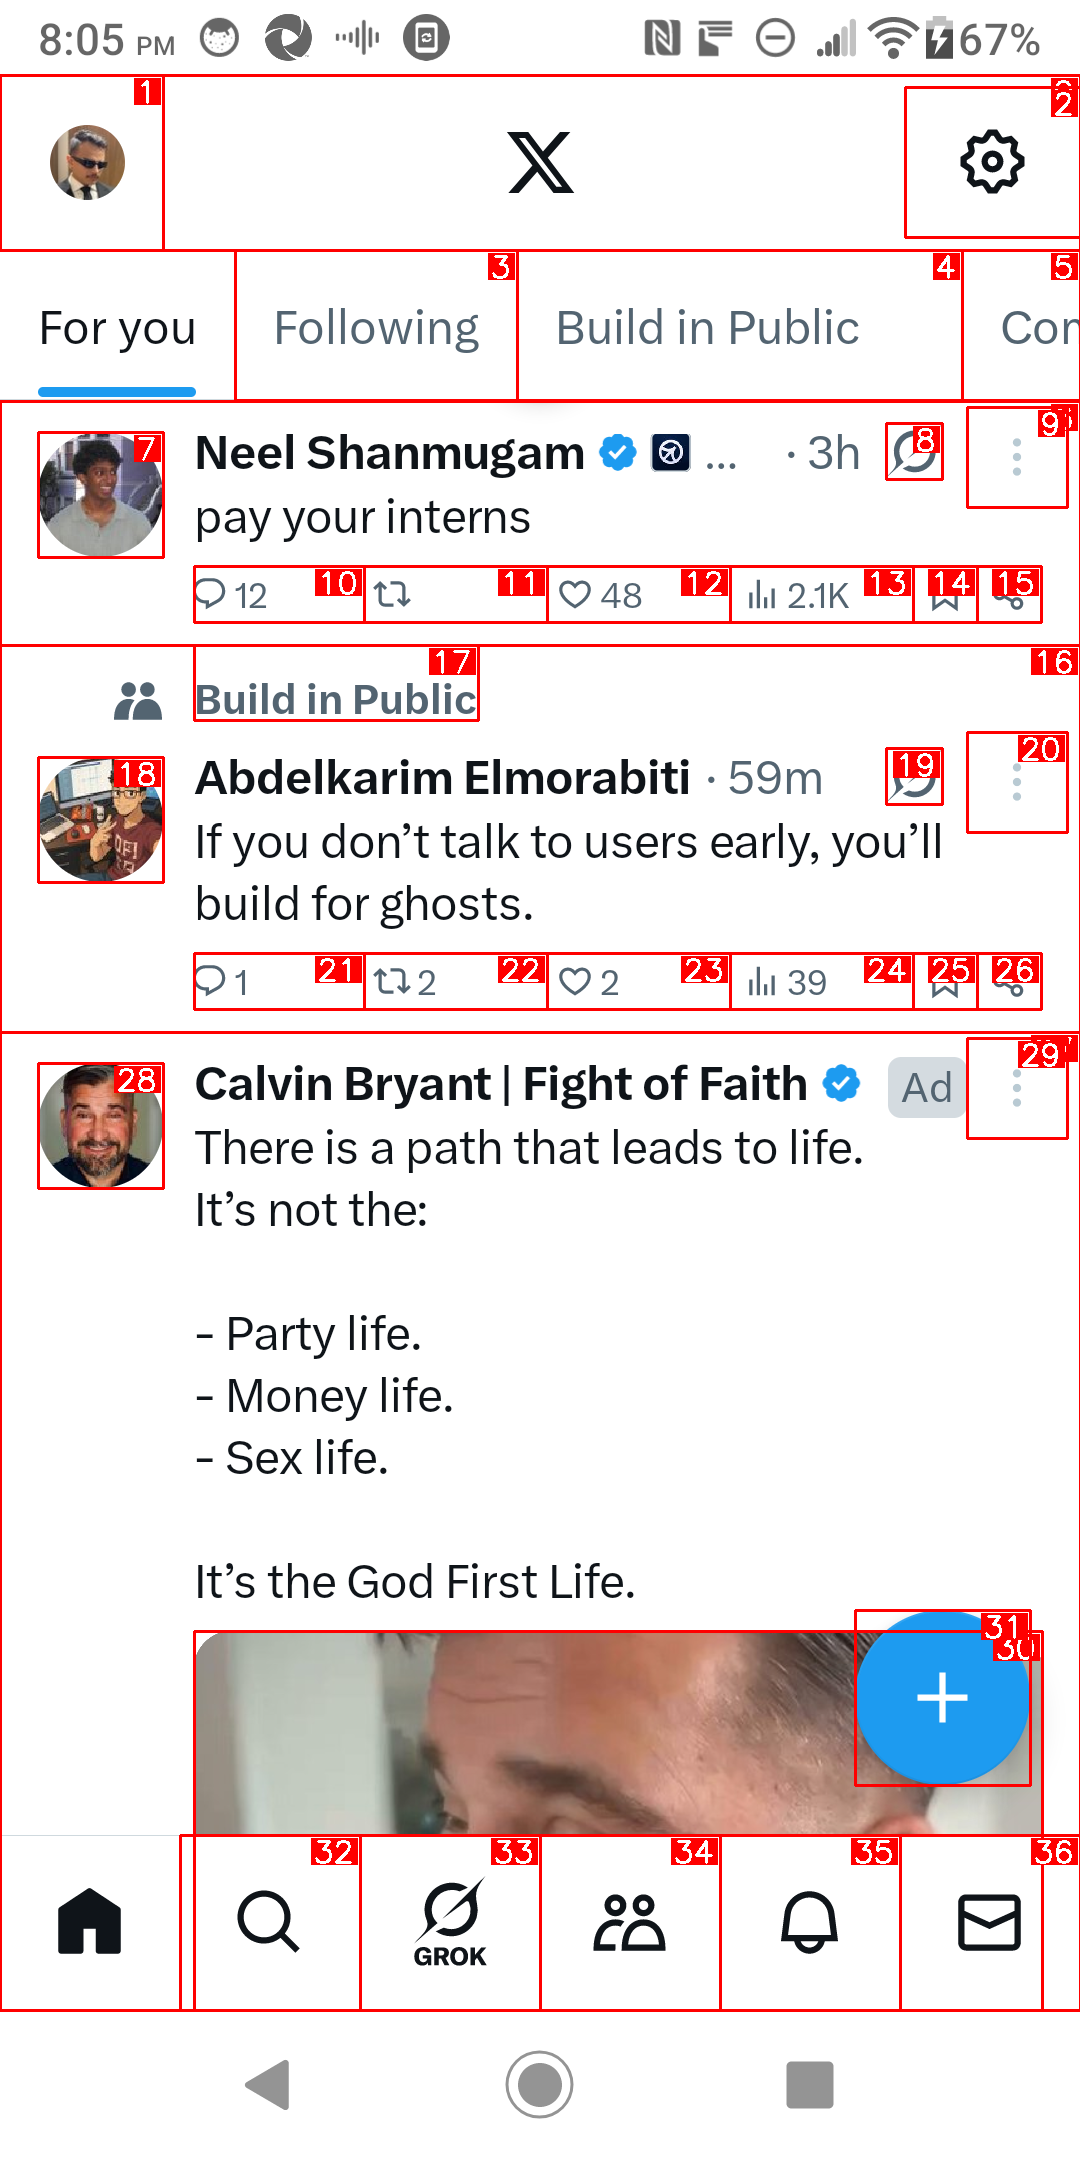 8:05 PM 67%
1
2
For you Following Build in Public Con
3 4 5
Neel Shanmugam ... · 3h
7 8 9
pay your interns
12 48 2.1K
10 11 12 13 14 15
Build in Public
17 16
Abdelkarim Elmorabiti · 59m
18 19 20
If you don't talk to users early, you'll
build for ghosts.
1 2 2 39
21 22 23 24 25 26
Calvin Bryant | Fight of Faith Ad
28 29
There is a path that leads to life.
It's not the:
- Party life.
- Money life.
- Sex life.
It's the God First Life.
31
30
32 33 34 35 36
GROK